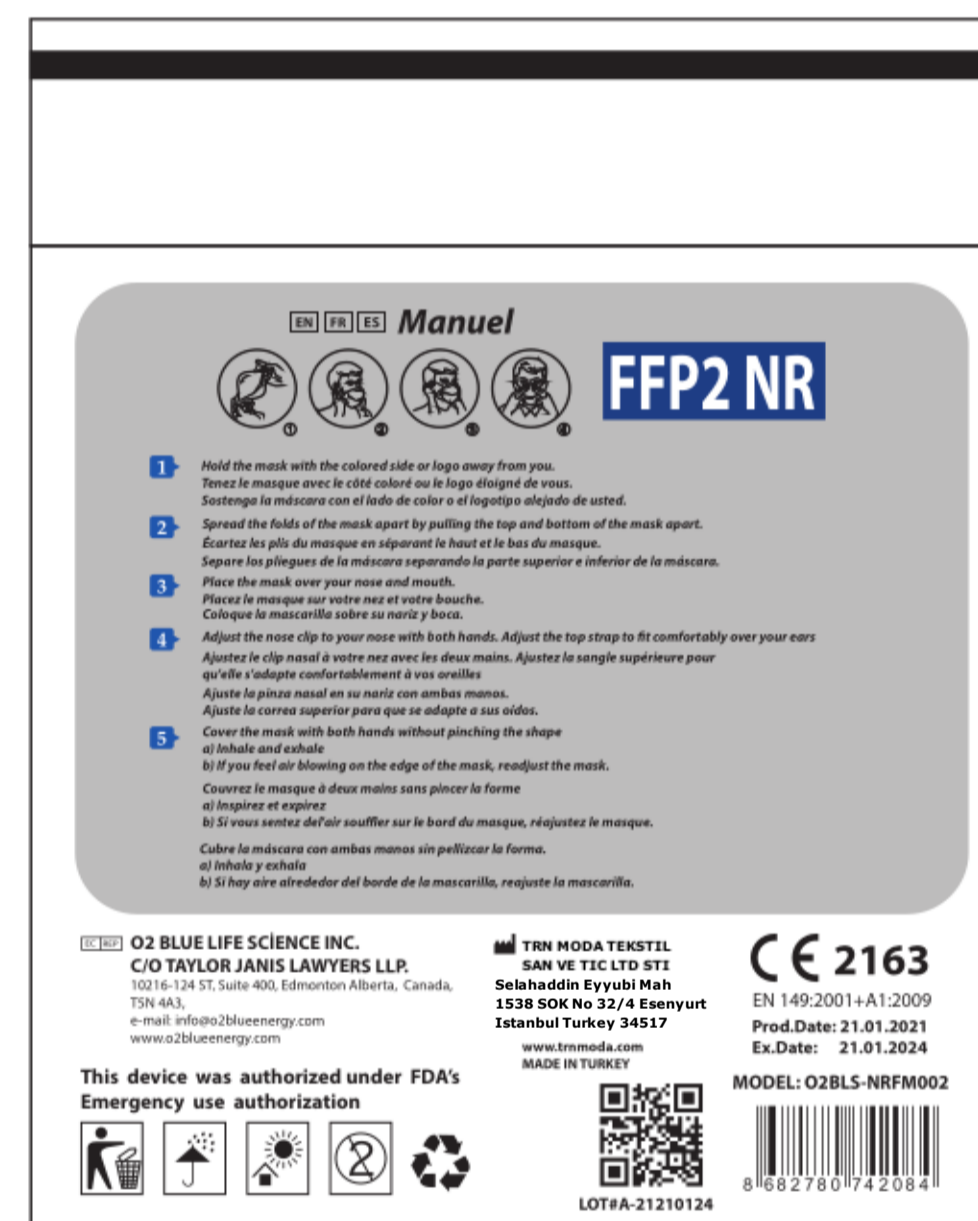 EN FR ES Manuel
① ② ③ ④
FFP2 NR
1 Hold the mask with the colored side or logo away from you.
Tenez le masque avec le côté coloré ou le logo éloigné de vous.
Sostenga la máscara con el lado de color o el logotipo alejado de usted.
2 Spread the folds of the mask apart by pulling the top and bottom of the mask apart.
Écartez les plis du masque en séparant le haut et le bas du masque.
Separe los pliegues de la máscara separando la parte superior e inferior de la máscara.
3 Place the mask over your nose and mouth.
Placez le masque sur votre nez et votre bouche.
Coloque la mascarilla sobre su nariz y boca.
4 Adjust the nose clip to your nose with both hands. Adjust the top strap to fit comfortably over your ears
Ajustez le clip nasal à votre nez avec les deux mains. Ajustez la sangle supérieure pour
qu'elle s'adapte confortablement à vos oreilles
Ajuste la pinza nasal en su nariz con ambas manos.
Ajuste la correa superior para que se adapte a sus oídos.
5 Cover the mask with both hands without pinching the shape
a) Inhale and exhale
b) If you feel air blowing on the edge of the mask, readjust the mask.
Couvrez le masque à deux mains sans pincer la forme
a) Inspirez et expirez
b) Si vous sentez del'air souffler sur le bord du masque, réajustez le masque.
Cubre la máscara con ambas manos sin pellizcar la forma.
a) Inhala y exhala
b) Si hay aire alrededor del borde de la mascarilla, reajuste la mascarilla.
EC REP O2 BLUE LIFE SCİENCE INC.
C/O TAYLOR JANIS LAWYERS LLP.
10216-124 ST, Suite 400, Edmonton Alberta, Canada,
T5N 4A3,
e-mail: info@o2blueenergy.com
www.o2blueenergy.com
This device was authorized under FDA's
Emergency use authorization
2
TRN MODA TEKSTIL
SAN VE TIC LTD STI
Selahaddin Eyyubi Mah
1538 SOK No 32/4 Esenyurt
Istanbul Turkey 34517
www.trnmoda.com
MADE IN TURKEY
LOT#A-21210124
CE 2163
EN 149:2001+A1:2009
Prod.Date: 21.01.2021
Ex.Date: 21.01.2024
MODEL: O2BLS-NRFM002
8 682780 742084